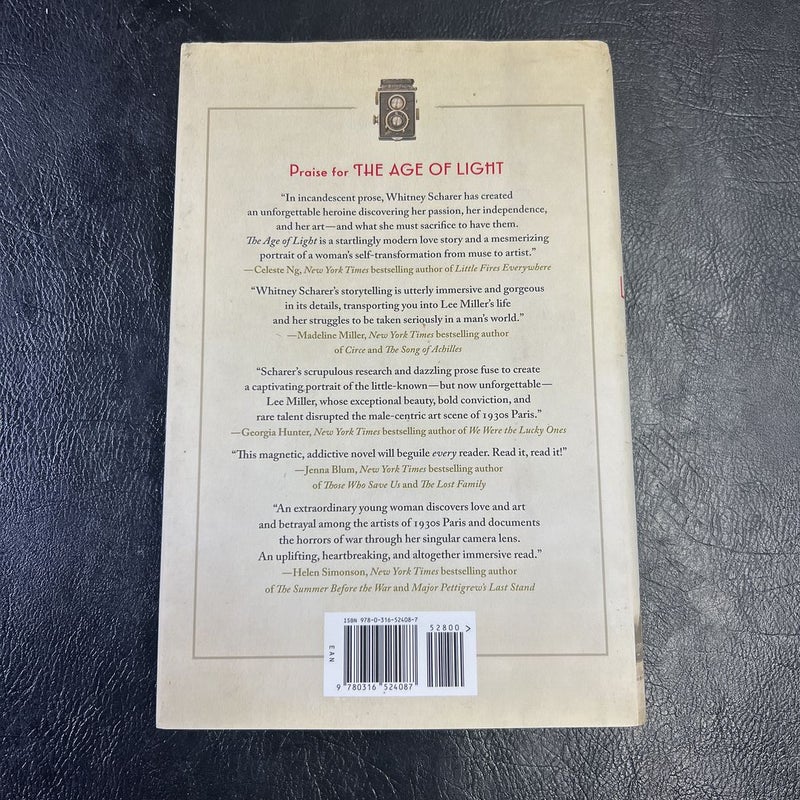 Praise for THE AGE OF LIGHT
“In incandescent prose, Whitney Scharer has created
an unforgettable heroine discovering her passion, her independence,
and her art—and what she must sacrifice to have them.
The Age of Light is a startlingly modern love story and a mesmerizing
portrait of a woman’s self-transformation from muse to artist.”
—Celeste Ng, New York Times bestselling author of Little Fires Everywhere
“Whitney Scharer’s storytelling is utterly immersive and gorgeous
in its details, transporting you into Lee Miller’s life
and her struggles to be taken seriously in a man’s world.”
—Madeline Miller, New York Times bestselling author
of Circe and The Song of Achilles
“Scharer’s scrupulous research and dazzling prose fuse to create
a captivating portrait of the little-known—but now unforgettable—
Lee Miller, whose exceptional beauty, bold conviction, and
rare talent disrupted the male-centric art scene of 1930s Paris.”
—Georgia Hunter, New York Times bestselling author of We Were the Lucky Ones
“This magnetic, addictive novel will beguile every reader. Read it, read it!”
—Jenna Blum, New York Times bestselling author
of Those Who Save Us and The Lost Family
“An extraordinary young woman discovers love and art
and betrayal among the artists of 1930s Paris and documents
the horrors of war through her singular camera lens.
An uplifting, heartbreaking, and altogether immersive read.”
—Helen Simonson, New York Times bestselling author
of The Summer Before the War and Major Pettigrew’s Last Stand
ISBN 978-0-316-52408-7
52800 >
EAN
9 780316 524087